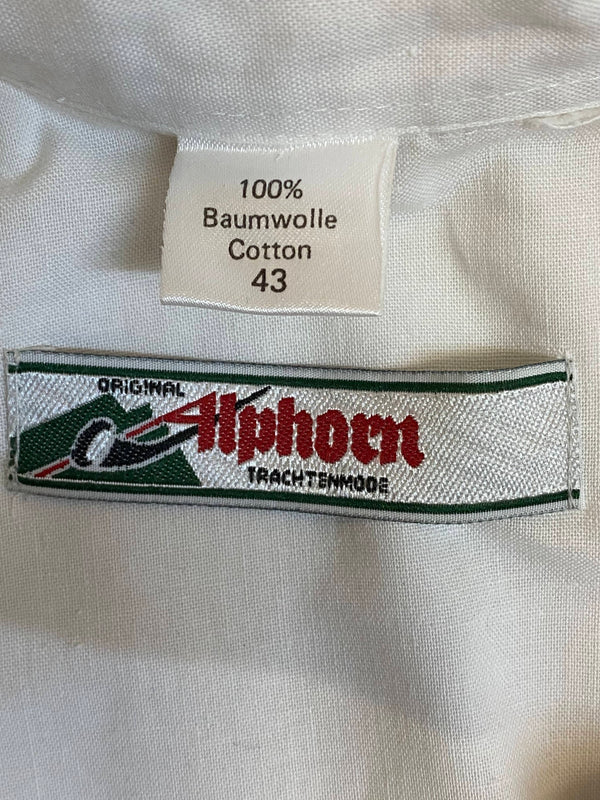 100%
Baumwolle
Cotton
43
ORIGINAL
Alphorn
TRACHTENMODE